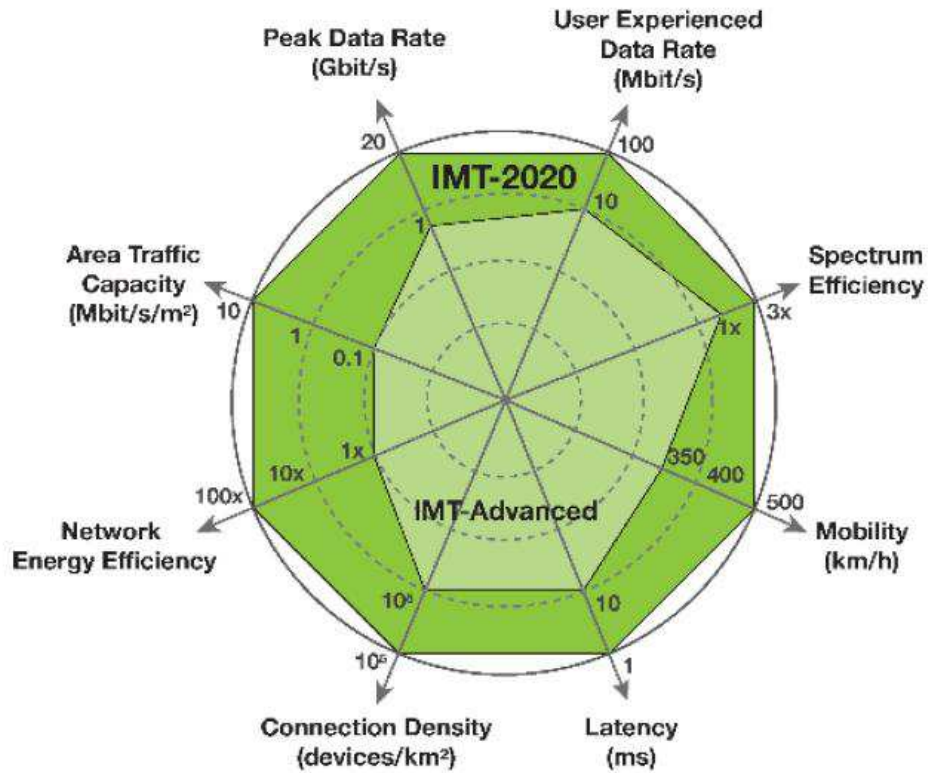 Peak Data Rate
(Gbit/s)
User Experienced
Data Rate
(Mbit/s)
20
100
IMT-2020
1
10
Area Traffic
Capacity
(Mbit/s/m²)
Spectrum
Efficiency
10
1
0.1
1x
3x
1x
10x
100x
350
400
500
Network
Energy Efficiency
IMT-Advanced
Mobility
(km/h)
10
1
Connection Density
(devices/km²)
Latency
(ms)